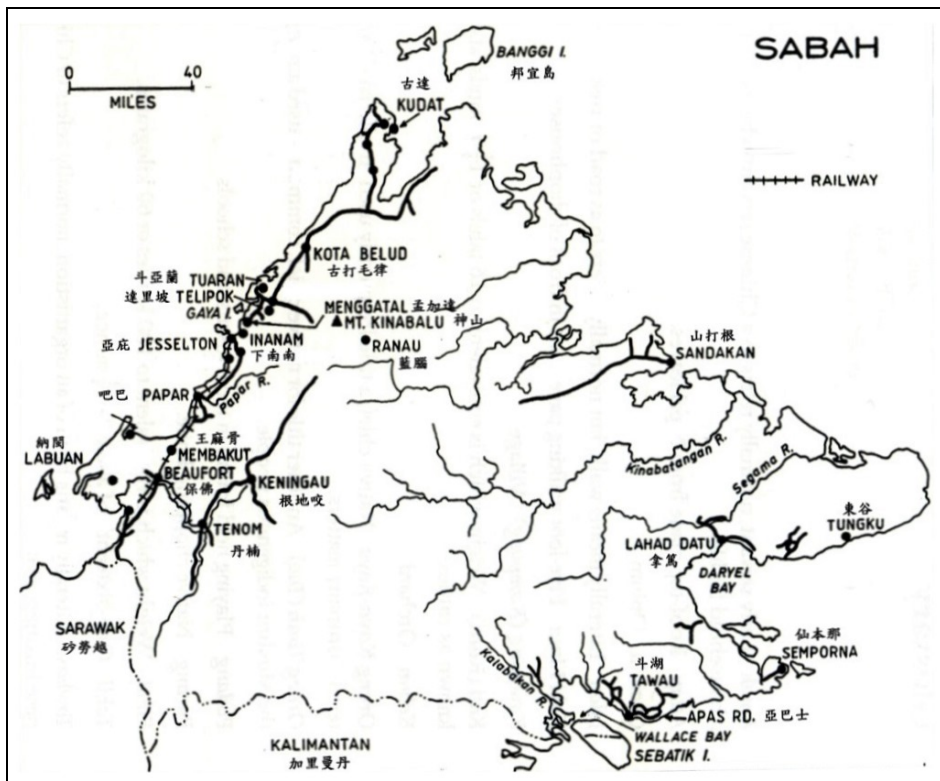 SABAH
0 40
MILES
BANGGI I.
邦宜島
古達
KUDAT
RAILWAY
KOTA BELUD
古打毛律
斗亞蘭 TUARAN
達里坡 TELIPOK
GAYA I.
MENGGATAL 孟加達
MT. KINABALU 神山
亞庇 JESSELTON
INANAM
下南南
RANAU
藍腦
山打根
SANDAKAN
吧巴 PAPAR
Papar R.
納閩
LABUAN
王麻骨
MEMBAKUT
BEAUFORT
保佛
KENINGAU
根地咬
TENOM
丹楠
Kinabatangan R.
Segama R.
東谷
TUNGKU
LAHAD DATU
拿篤
DARYEL
BAY
SARAWAK
砂勞越
仙本那
SEMPORNA
Kalabakan R.
斗湖
TAWAU
APAS RD. 亞巴士
WALLACE BAY
SEBATIK I.
KALIMANTAN
加里曼丹